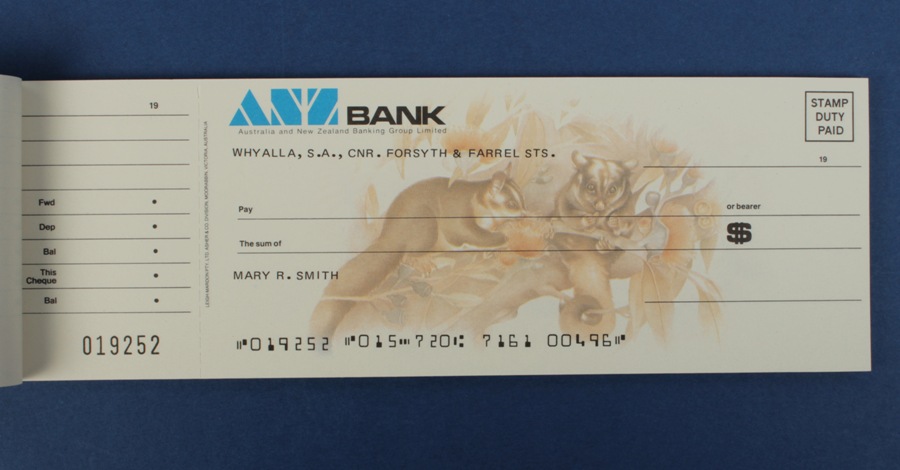 19
Fwd
Dep
Bal
This
Cheque
Bal
019252
ANZ BANK
Australia and New Zealand Banking Group Limited
WHYALLA, S.A., CNR. FORSYTH & FARREL STS.
STAMP
DUTY
PAID
19
Pay
or bearer
The sum of
$
MARY R. SMITH
⑈019252 ⑈015⑉720⑆ 7161 00496⑈